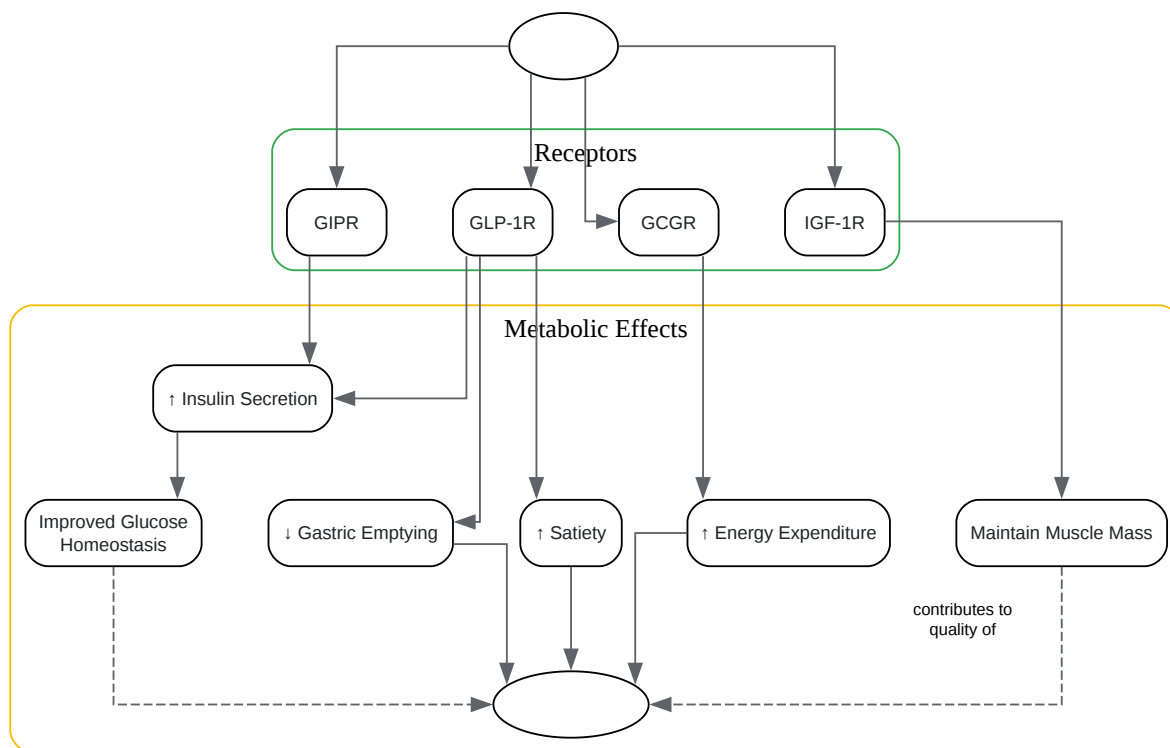 Receptors
GIPR
GLP-1R
GCGR
IGF-1R
Metabolic Effects
↑ Insulin Secretion
Improved Glucose
Homeostasis
↓ Gastric Emptying
↑ Satiety
↑ Energy Expenditure
Maintain Muscle Mass
contributes to
quality of